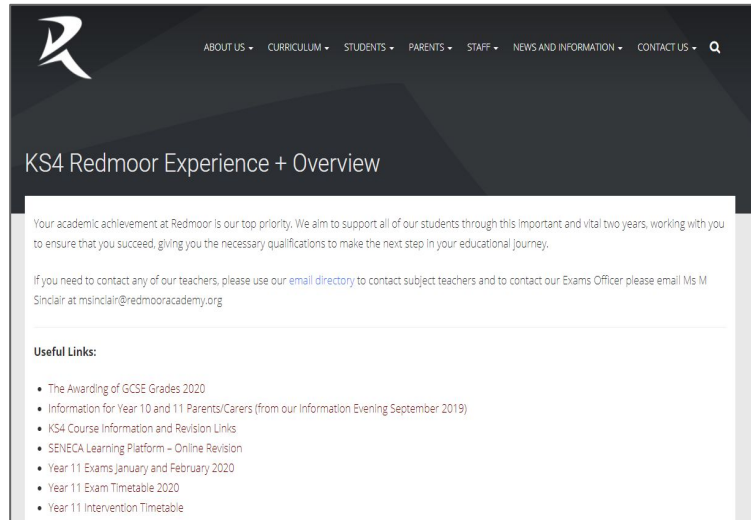 ABOUT US CURRICULUM STUDENTS PARENTS STAFF NEWS AND INFORMATION CONTACT US
KS4 Redmoor Experience + Overview
Your academic achievement at Redmoor is our top priority. We aim to support all of our students through this important and vital two years, working with you
to ensure that you succeed, giving you the necessary qualifications to make the next step in your educational journey.
If you need to contact any of our teachers, please use our email directory to contact subject teachers and to contact our Exams Officer please email Ms M
Sinclair at msinclair@redmooracademy.org
Useful Links:
• The Awarding of GCSE Grades 2020
• Information for Year 10 and 11 Parents/Carers (from our Information Evening September 2019)
• KS4 Course Information and Revision Links
• SENECA Learning Platform – Online Revision
• Year 11 Exams January and February 2020
• Year 11 Exam Timetable 2020
• Year 11 Intervention Timetable